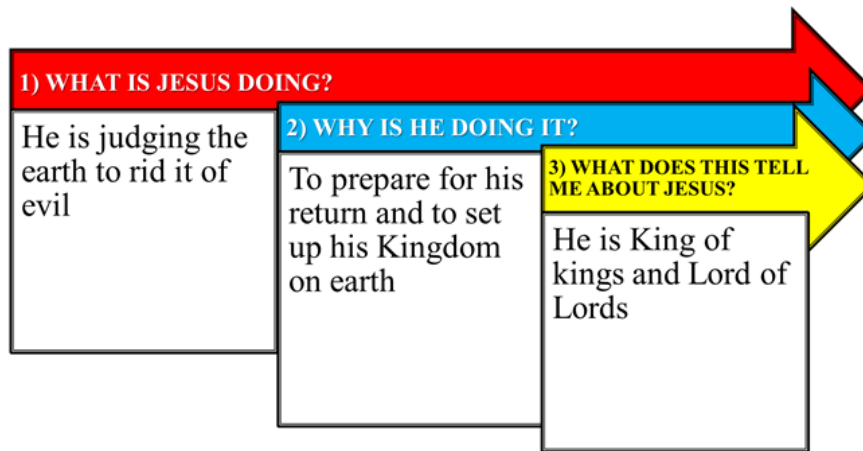 1) WHAT IS JESUS DOING?
He is judging the
earth to rid it of
evil
2) WHY IS HE DOING IT?
To prepare for his
return and to set
up his Kingdom
on earth
3) WHAT DOES THIS TELL
ME ABOUT JESUS?
He is King of
kings and Lord of
Lords